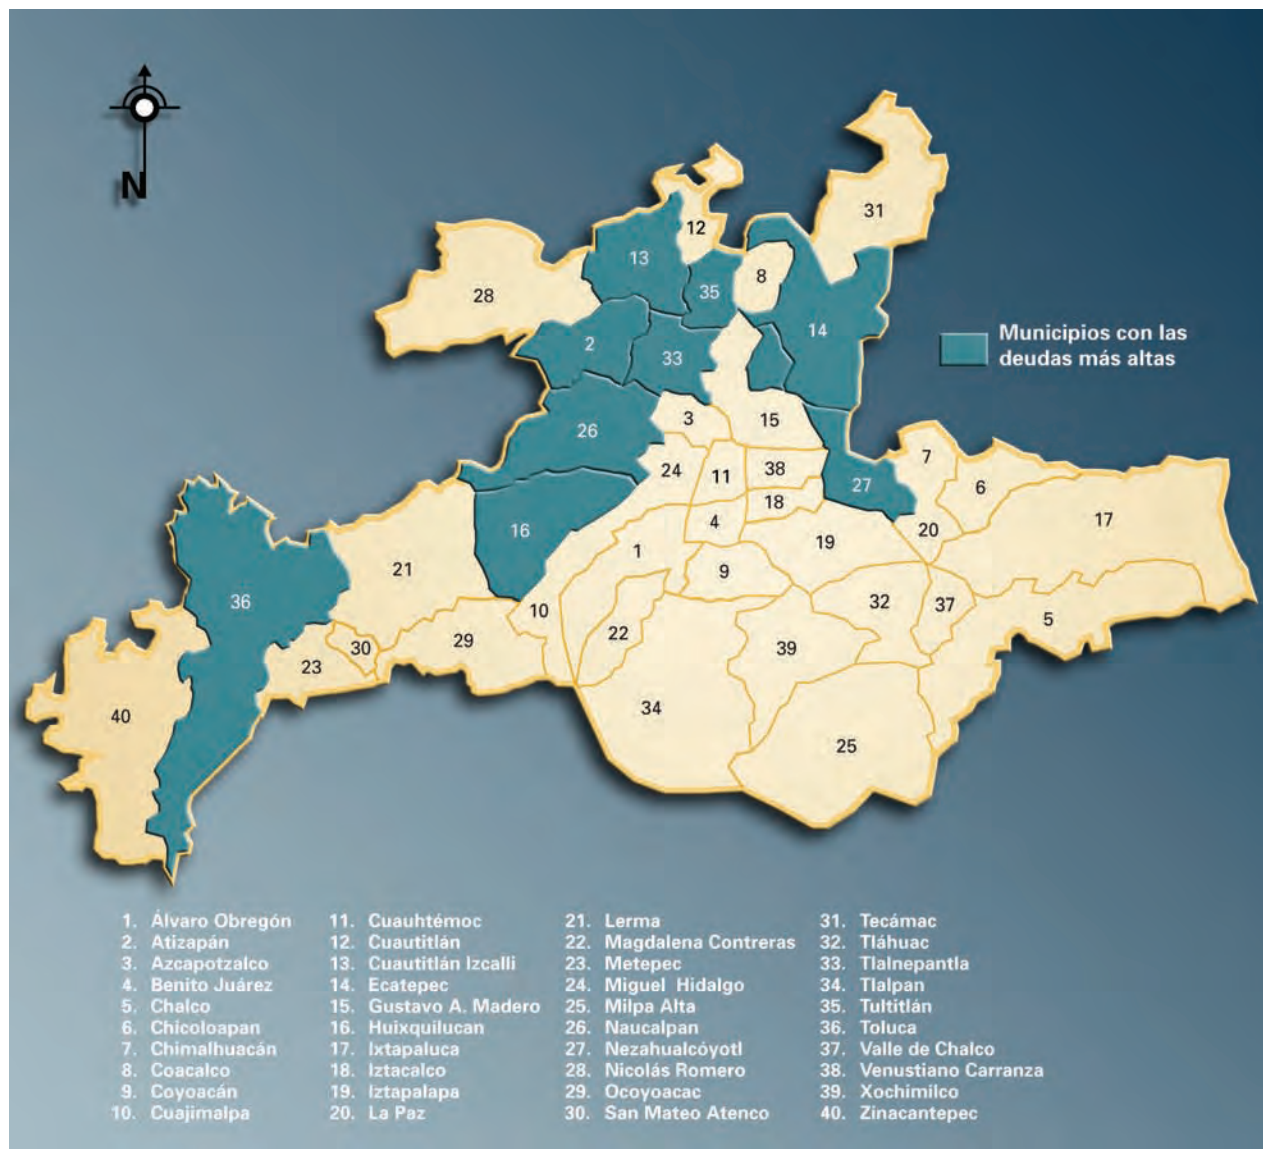 N
31
12
13
8
28
35
14
2
33
Municipios con las
deudas más altas
3
15
26
7
24
11
38
6
27
18
16
4
20
17
19
1
21
9
36
10
32
37
5
22
29
30
39
23
34
40
25
1. Álvaro Obregón
2. Atizapán
3. Azcapotzalco
4. Benito Juárez
5. Chalco
6. Chicoloapan
7. Chimalhuacán
8. Coacalco
9. Coyoacán
10. Cuajimalpa
11. Cuauhtémoc
12. Cuautitlán
13. Cuautitlán Izcalli
14. Ecatepec
15. Gustavo A. Madero
16. Huixquilucan
17. Ixtapaluca
18. Iztacalco
19. Iztapalapa
20. La Paz
21. Lerma
22. Magdalena Contreras
23. Metepec
24. Miguel Hidalgo
25. Milpa Alta
26. Naucalpan
27. Nezahualcóyotl
28. Nicolás Romero
29. Ocoyoacac
30. San Mateo Atenco
31. Tecámac
32. Tláhuac
33. Tlalnepantla
34. Tlalpan
35. Tultitlán
36. Toluca
37. Valle de Chalco
38. Venustiano Carranza
39. Xochimilco
40. Zinacantepec